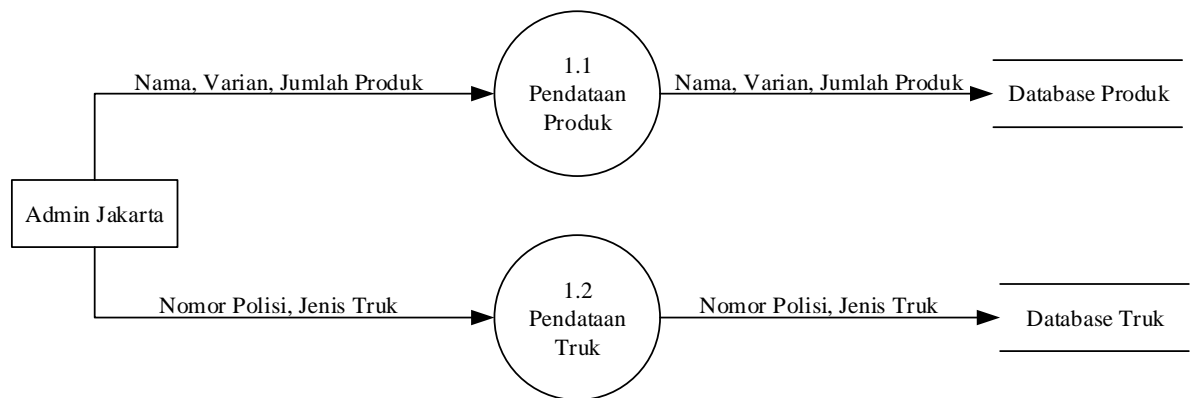 Nama, Varian, Jumlah Produk
1.1
Pendataan
Produk
Nama, Varian, Jumlah Produk
Database Produk
Admin Jakarta
Nomor Polisi, Jenis Truk
1.2
Pendataan
Truk
Nomor Polisi, Jenis Truk
Database Truk